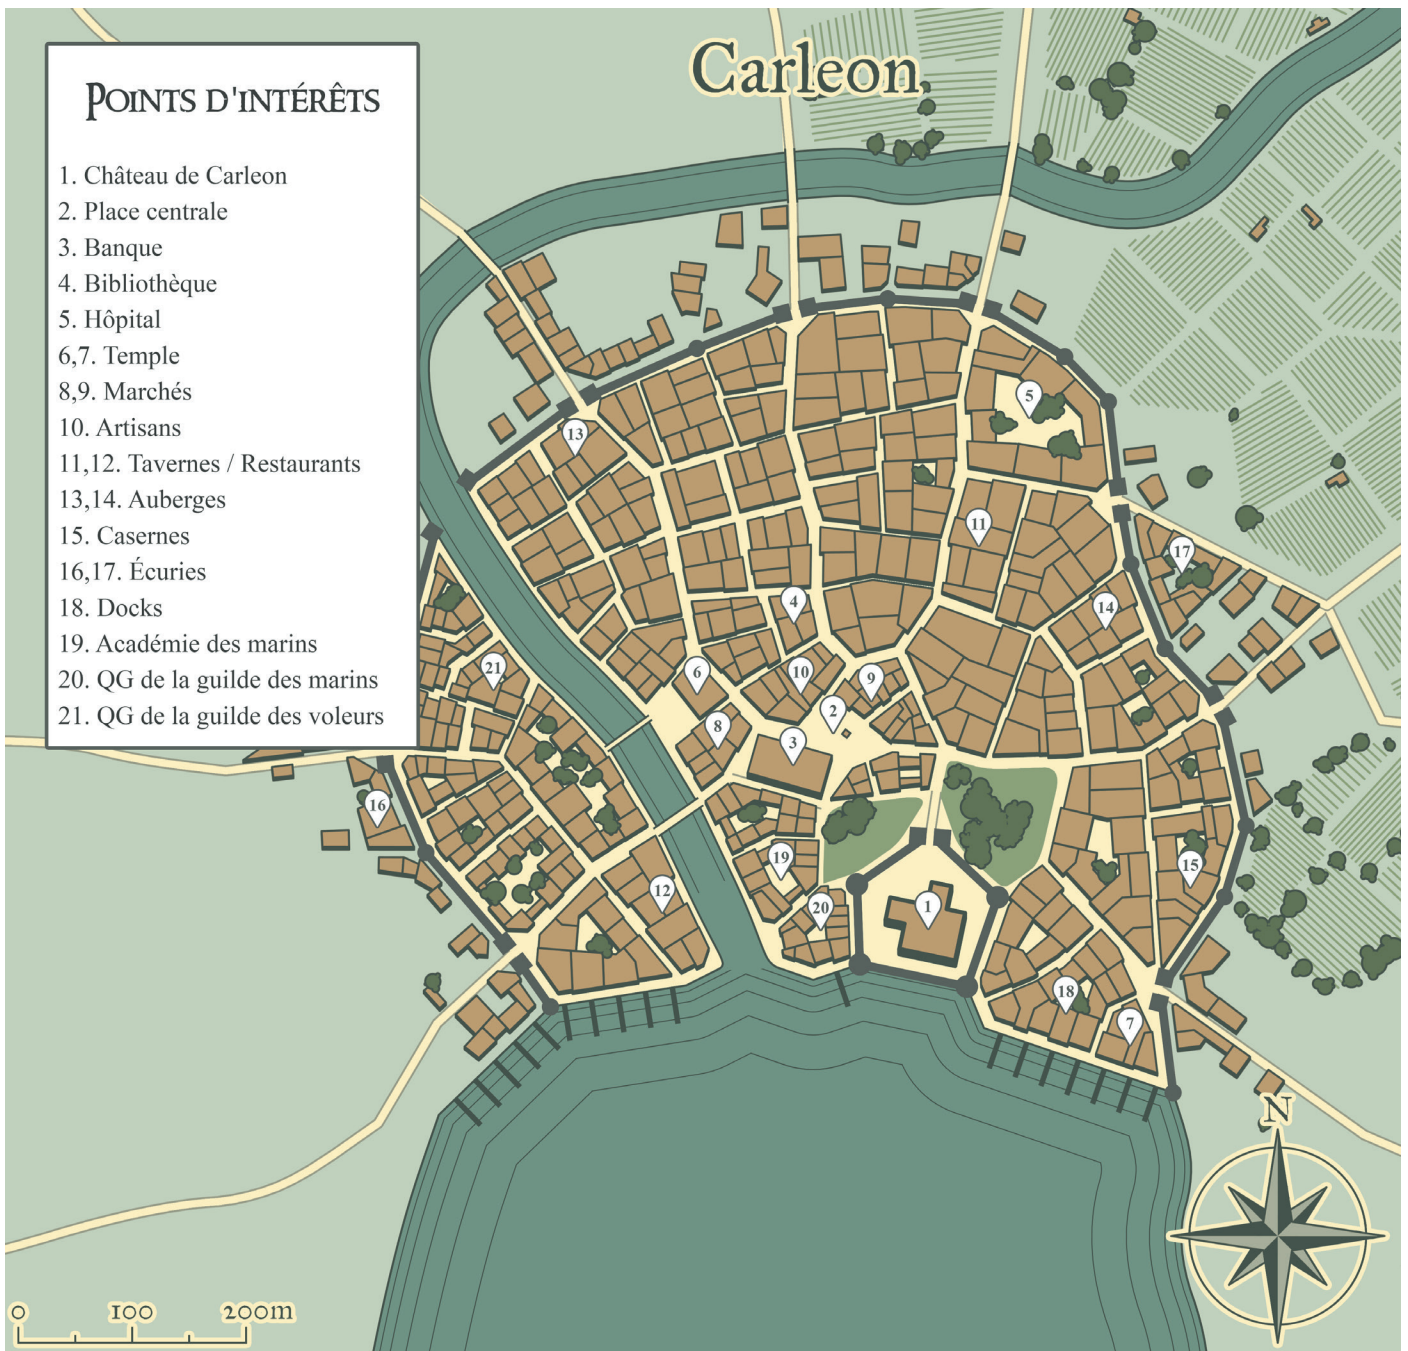 Carleon
POINTS D'INTÉRÊTS
1. Château de Carleon
2. Place centrale
3. Banque
4. Bibliothèque
5. Hôpital
6,7. Temple
8,9. Marchés
10. Artisans
11,12. Tavernes / Restaurants
13,14. Auberges
15. Casernes
16,17. Écuries
18. Docks
19. Académie des marins
20. QG de la guilde des marins
21. QG de la guilde des voleurs
5
13
11
17
4
14
21
6
10
9
2
8
3
16
19
15
12
20
1
18
7
N
0 100 200m